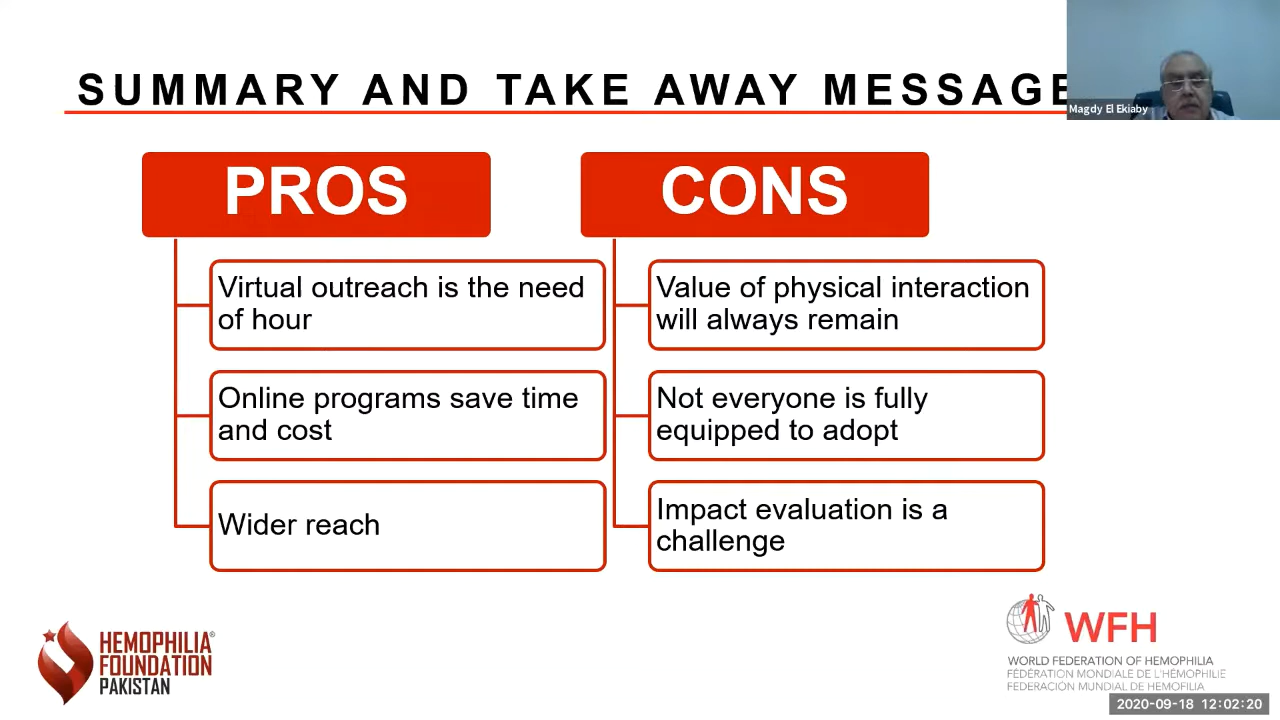 SUMMARY AND TAKE AWAY MESSAGE
Magdy El Ekiaby
PROS
Virtual outreach is the need
of hour
Online programs save time
and cost
Wider reach
CONS
Value of physical interaction
will always remain
Not everyone is fully
equipped to adopt
Impact evaluation is a
challenge
HEMOPHILIA®
FOUNDATION
PAKISTAN
WFH
WORLD FEDERATION OF HEMOPHILIA
FÉDÉRATION MONDIALE DE L'HÉMOPHILIE
FEDERACIÓN MUNDIAL DE HEMOFILIA
2020-09-18 12:02:20